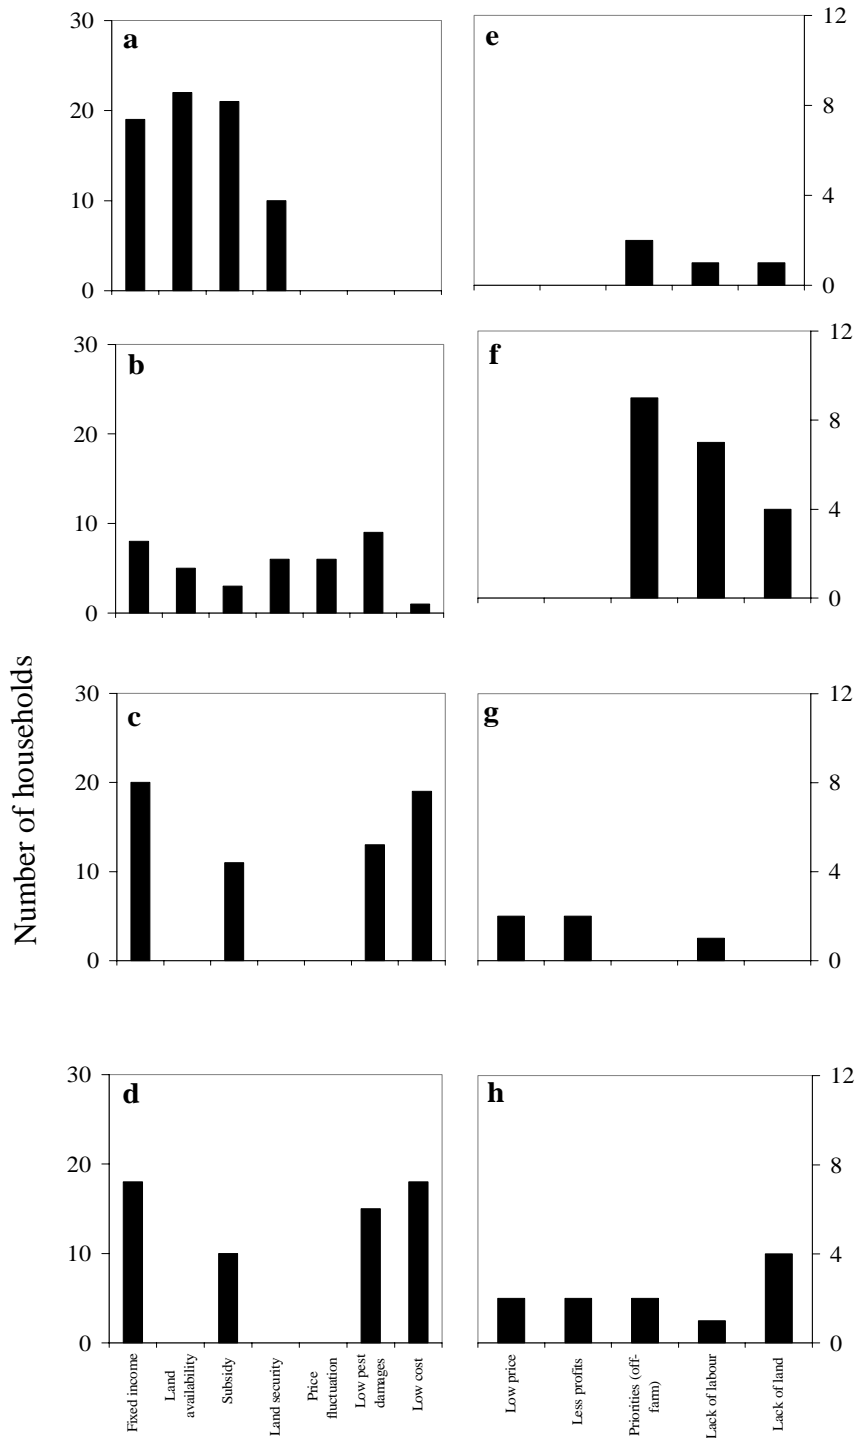 30
20
10
0
a
12
8
4
0
e
30
20
10
0
b
12
8
4
0
f
Number of households
30
20
10
0
c
12
8
4
0
g
30
20
10
0
d
12
8
4
0
h
Fixed income
Land
availability
Subsidy
Land security
Price
fluctuation
Low pest
damages
Low cost
Low price
Less profits
Priorities (off-
farm)
Lack of labour
Lack of land